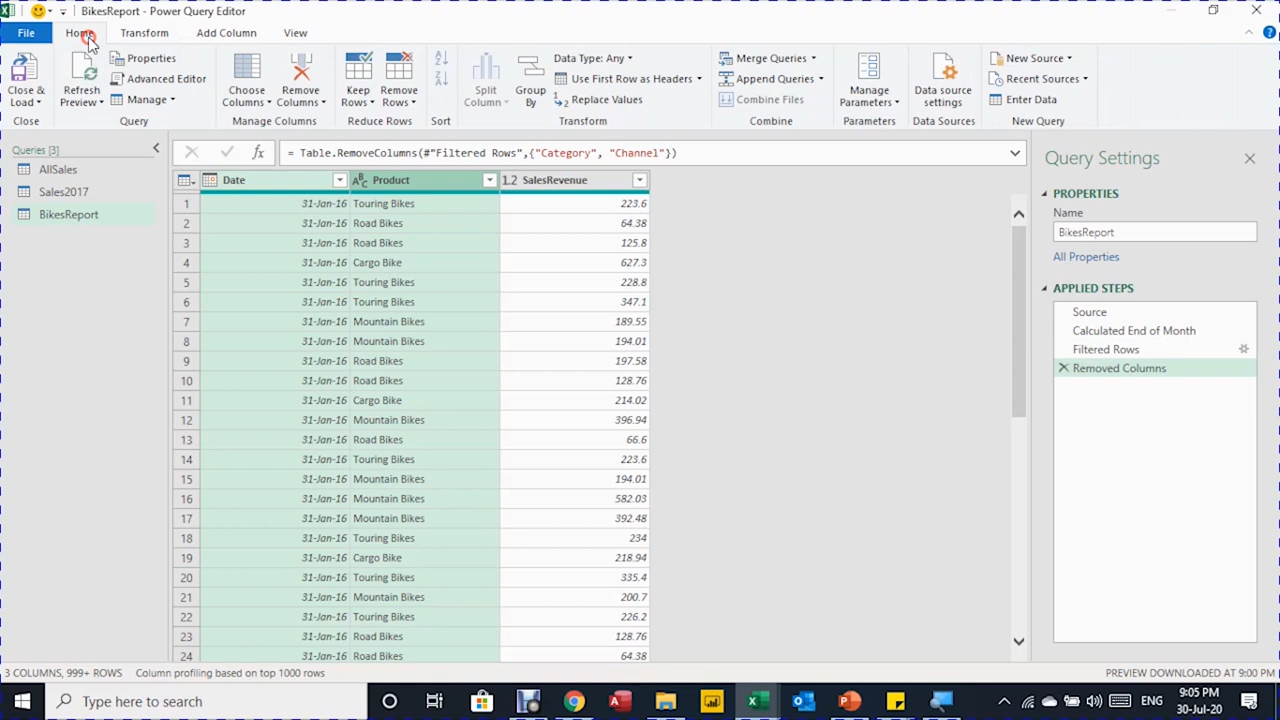 BikesReport - Power Query Editor
File Home Transform Add Column View
Close & Load
Close
Refresh Preview
Properties
Advanced Editor
Manage
Query
Choose Columns
Remove Columns
Manage Columns
Keep Rows
Remove Rows
Reduce Rows
Sort
Split Column
Group By
Data Type: Any
Use First Row as Headers
Replace Values
Transform
Merge Queries
Append Queries
Combine Files
Combine
Manage Parameters
Parameters
Data source settings
Data Sources
New Source
Recent Sources
Enter Data
New Query
Queries [3]
AllSales
Sales2017
BikesReport
= Table.RemoveColumns(#"Filtered Rows",{"Category", "Channel"})
Date Product 1.2 SalesRevenue
1 31-Jan-16 Touring Bikes 223.6
2 31-Jan-16 Road Bikes 64.38
3 31-Jan-16 Road Bikes 125.8
4 31-Jan-16 Cargo Bike 627.3
5 31-Jan-16 Touring Bikes 228.8
6 31-Jan-16 Touring Bikes 347.1
7 31-Jan-16 Mountain Bikes 189.55
8 31-Jan-16 Mountain Bikes 194.01
9 31-Jan-16 Road Bikes 197.58
10 31-Jan-16 Road Bikes 128.76
11 31-Jan-16 Cargo Bike 214.02
12 31-Jan-16 Mountain Bikes 396.94
13 31-Jan-16 Road Bikes 66.6
14 31-Jan-16 Touring Bikes 223.6
15 31-Jan-16 Mountain Bikes 194.01
16 31-Jan-16 Mountain Bikes 582.03
17 31-Jan-16 Mountain Bikes 392.48
18 31-Jan-16 Touring Bikes 234
19 31-Jan-16 Cargo Bike 218.94
20 31-Jan-16 Touring Bikes 335.4
21 31-Jan-16 Mountain Bikes 200.7
22 31-Jan-16 Touring Bikes 226.2
23 31-Jan-16 Road Bikes 128.76
24 31-Jan-16 Road Bikes 64.38
Query Settings
PROPERTIES
Name
BikesReport
All Properties
APPLIED STEPS
Source
Calculated End of Month
Filtered Rows
Removed Columns
3 COLUMNS, 999+ ROWS Column profiling based on top 1000 rows
PREVIEW DOWNLOADED AT 9:00 PM
Type here to search
ENG
9:05 PM
30-Jul-20